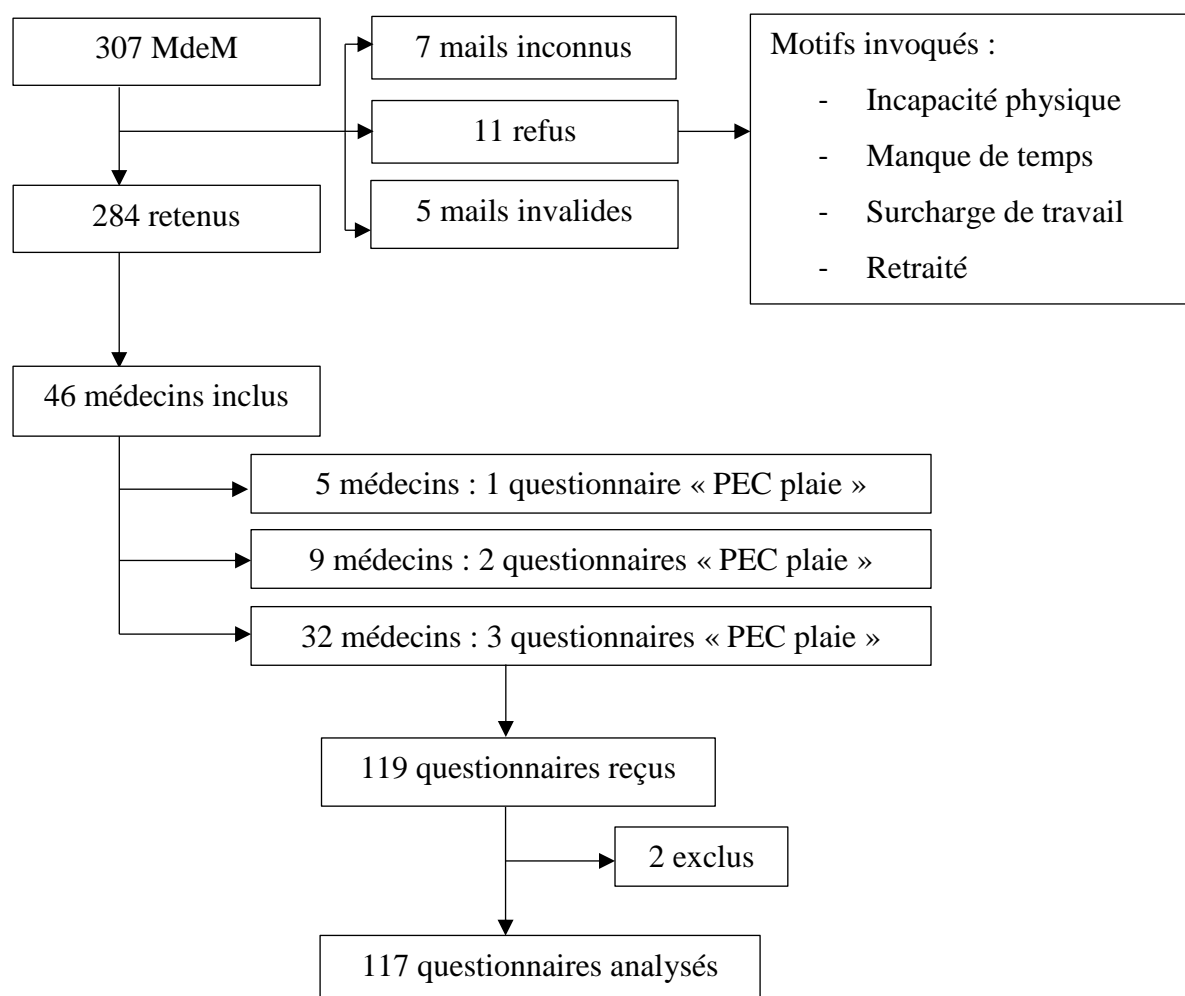 307 MdeM
7 mails inconnus
11 refus
5 mails invalides
Motifs invoqués :
- Incapacité physique
- Manque de temps
- Surcharge de travail
- Retraité
284 retenus
46 médecins inclus
5 médecins : 1 questionnaire « PEC plaie »
9 médecins : 2 questionnaires « PEC plaie »
32 médecins : 3 questionnaires « PEC plaie »
119 questionnaires reçus
2 exclus
117 questionnaires analysés